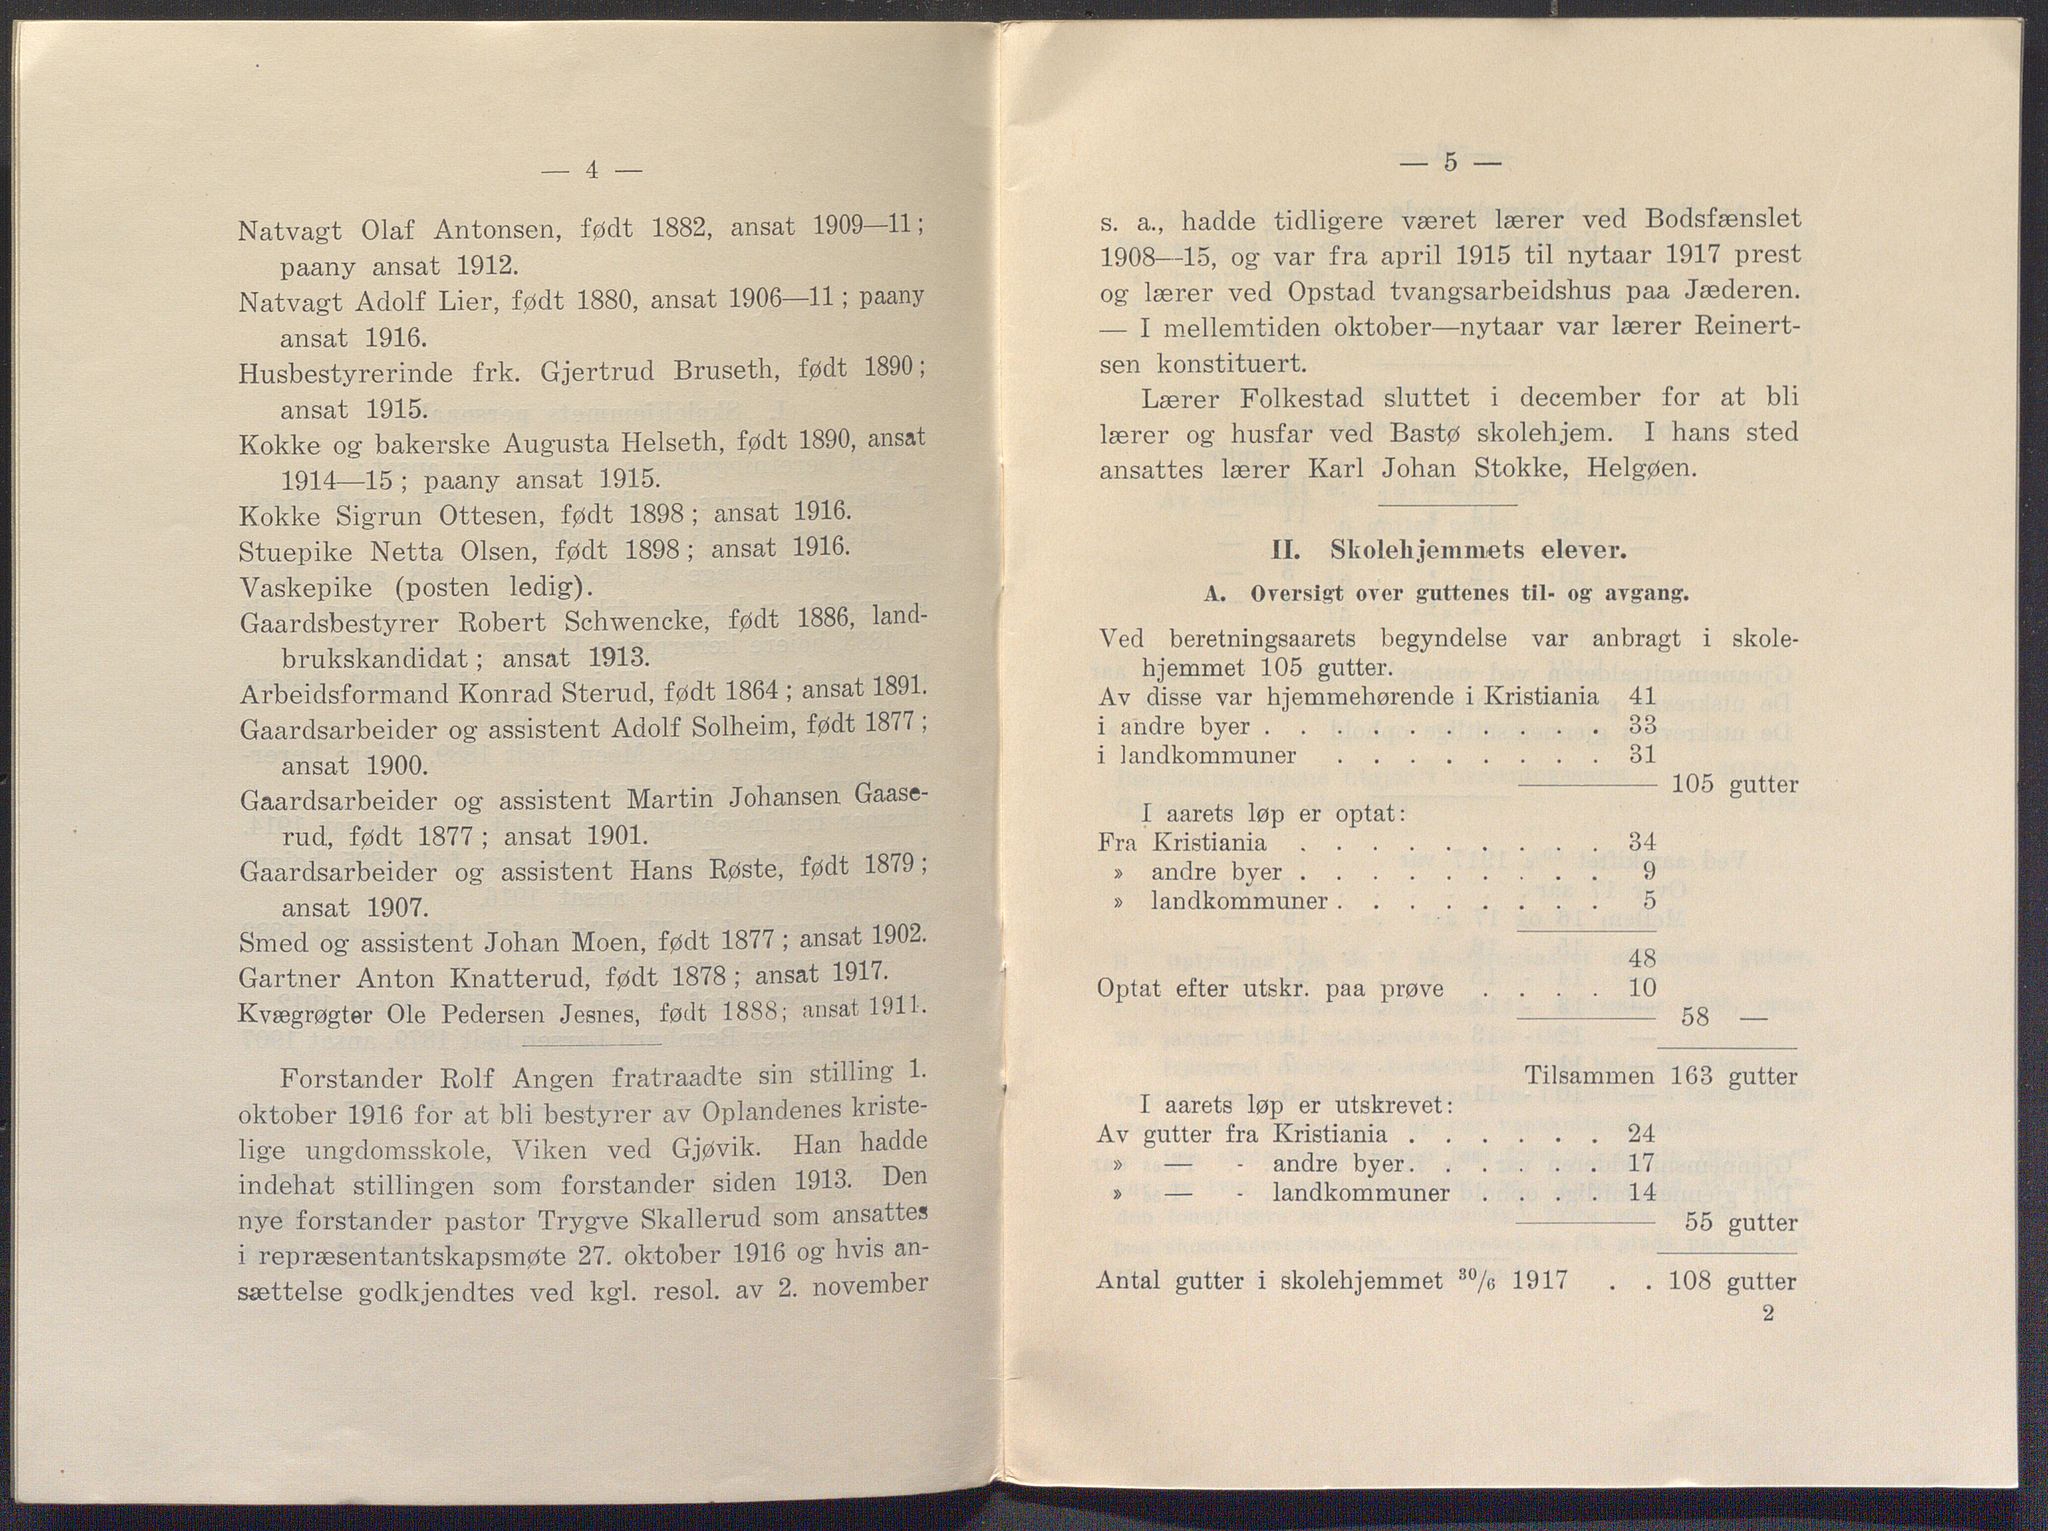 — 4 —
Natvagt Olaf Antonsen, født 1882, ansat 1909—11;
paany ansat 1912.
Natvagt Adolf Lier, født 1880, ansat 1906—11; paany
ansat 1916.
Husbestyrerinde frk. Gjertrud Bruseth, født 1890;
ansat 1915.
Kokke og bakerske Augusta Helseth, født 1890, ansat
1914—15; paany ansat 1915.
Kokke Sigrun Ottesen, født 1898; ansat 1916.
Stuepike Netta Olsen, født 1898; ansat 1916.
Vaskepike (posten ledig).
Gaardsbestyrer Robert Schwencke, født 1886, land-
brukskandidat; ansat 1913.
Arbeidsformand Konrad Sterud, født 1864; ansat 1891.
Gaardsarbeider og assistent Adolf Solheim, født 1877;
ansat 1900.
Gaardsarbeider og assistent Martin Johansen Gaase-
rud, født 1877; ansat 1901.
Gaardsarbeider og assistent Hans Røste, født 1879;
ansat 1907.
Smed og assistent Johan Moen, født 1877; ansat 1902.
Gartner Anton Knatterud, født 1878; ansat 1917.
Kvægrøgter Ole Pedersen Jesnes, født 1888; ansat 1911.
Forstander Rolf Angen fratraadte sin stilling 1.
oktober 1916 for at bli bestyrer av Oplandenes kriste-
lige ungdomsskole, Viken ved Gjøvik. Han hadde
indehat stillingen som forstander siden 1913. Den
nye forstander pastor Trygve Skallerud som ansattes
i repræsentantskapsmøte 27. oktober 1916 og hvis an-
sættelse godkjendtes ved kgl. resol. av 2. november
— 5 —
s. a., hadde tidligere været lærer ved Bodsfænslet
1908—15, og var fra april 1915 til nytaar 1917 prest
og lærer ved Opstad tvangsarbeidshus paa Jæderen.
— I mellemtiden oktober—nytaar var lærer Reinert-
sen konstituert.
Lærer Folkestad sluttet i december for at bli
lærer og husfar ved Bastø skolehjem. I hans sted
ansattes lærer Karl Johan Stokke, Helgøen.
II. Skolehjemmets elever.
A. Oversigt over guttenes til- og avgang.
Ved beretningsaarets begyndelse var anbragt i skole-
hjemmet 105 gutter.
Av disse var hjemmehørende i Kristiania 41
i andre byer . . . . . . . . . . 33
i landkommuner . . . . . . . . 31
105 gutter
I aarets løp er optat:
Fra Kristiania . . . . . . . . . 34
» andre byer . . . . . . . . . 9
» landkommuner . . . . . . . . 5
48
Optat efter utskr. paa prøve . . . . 10
58 —
Tilsammen 163 gutter
I aarets løp er utskrevet:
Av gutter fra Kristiania . . . . . . 24
» — - andre byer . . . . . . 17
» — - landkommuner . . . . 14
55 gutter
Antal gutter i skolehjemmet 30/6 1917 . . 108 gutter
2